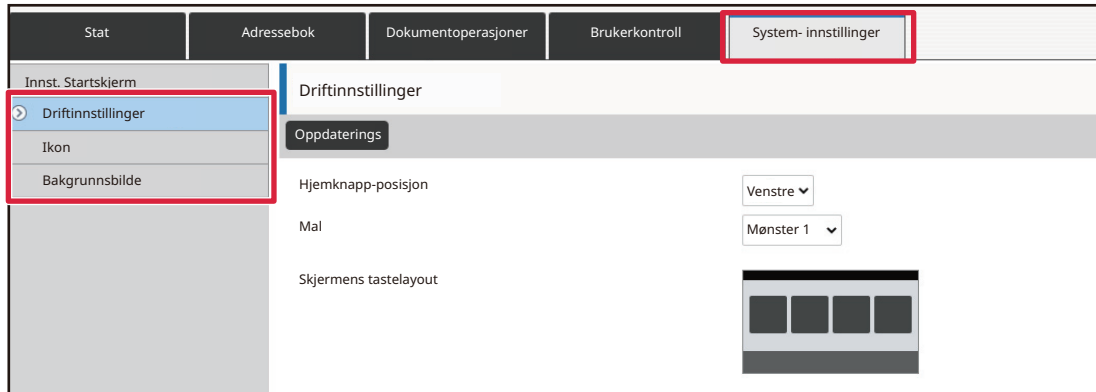 Stat
Adressebok
Dokumentoperasjoner
Brukerkontroll
System- innstillinger
Innst. Startskjerm
Driftinnstillinger
Ikon
Bakgrunnsbilde
Driftinnstillinger
Oppdaterings
Hjemknapp-posisjon
Venstre
Mal
Mønster 1
Skjermens tastelayout